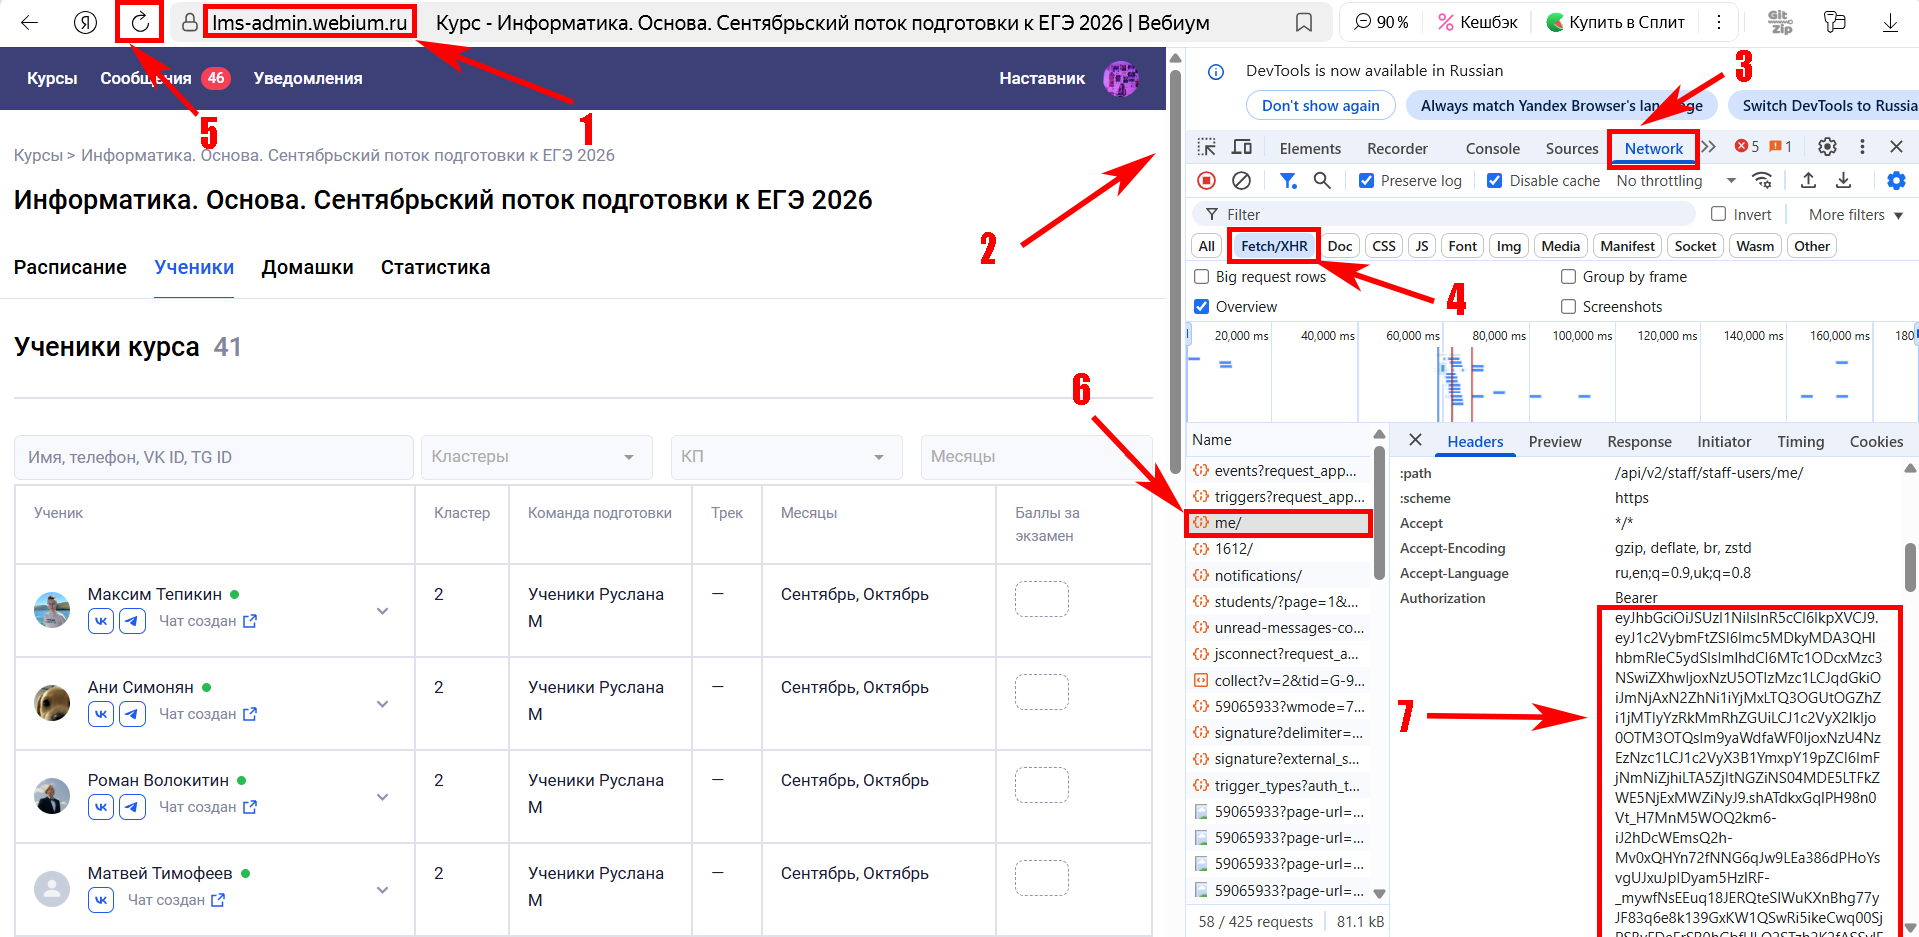 lms-admin.webium.ru Курс - Информатика. Основа. Сентябрьский поток подготовки к ЕГЭ 2026 | Вебиум 90 % Кешбэк Купить в Сплит Git Zip
Курсы Сообщения 46 Уведомления Наставник
5
1
Курсы > Информатика. Основа. Сентябрьский поток подготовки к ЕГЭ 2026
Информатика. Основа. Сентябрьский поток подготовки к ЕГЭ 2026
2
Расписание Ученики Домашки Статистика
Ученики курса 41
6
Имя, телефон, VK ID, TG ID Кластеры КП Месяцы
Ученик Кластер Команда подготовки Трек Месяцы Баллы за
экзамен
Максим Тепикин 2 Ученики Руслана — Сентябрь, Октябрь
Чат создан М
Ани Симонян 2 Ученики Руслана — Сентябрь, Октябрь
Чат создан М
Роман Волокитин 2 Ученики Руслана — Сентябрь, Октябрь
Чат создан М
Матвей Тимофеев 2 Ученики Руслана — Сентябрь, Октябрь
Чат создан М
DevTools is now available in Russian
3
Don't show again Always match Yandex Browser's language Switch DevTools to Russia
Elements Recorder Console Sources Network 5 1
Preserve log Disable cache No throttling
Filter Invert More filters
All Fetch/XHR Doc CSS JS Font Img Media Manifest Socket Wasm Other
Big request rows Group by frame
4
Overview Screenshots
20,000 ms 40,000 ms 60,000 ms 80,000 ms 100,000 ms 120,000 ms 140,000 ms 160,000 ms 180
Name
events?request_app...
triggers?request_app...
me/
1612/
notifications/
students/?page=1&...
unread-messages-co...
jsconnect?request_a...
collect?v=2&tid=G-9...
59065933?wmode=7...
signature?delimiter=...
signature?external_s...
trigger_types?auth_t...
59065933?page-url=...
59065933?page-url=...
59065933?page-url=...
59065933?page-url=...
58 / 425 requests 81.1 kB
Headers Preview Response Initiator Timing Cookies
:path /api/v2/staff/staff-users/me/
:scheme https
Accept */*
Accept-Encoding gzip, deflate, br, zstd
Accept-Language ru,en;q=0.9,uk;q=0.8
Authorization Bearer
7